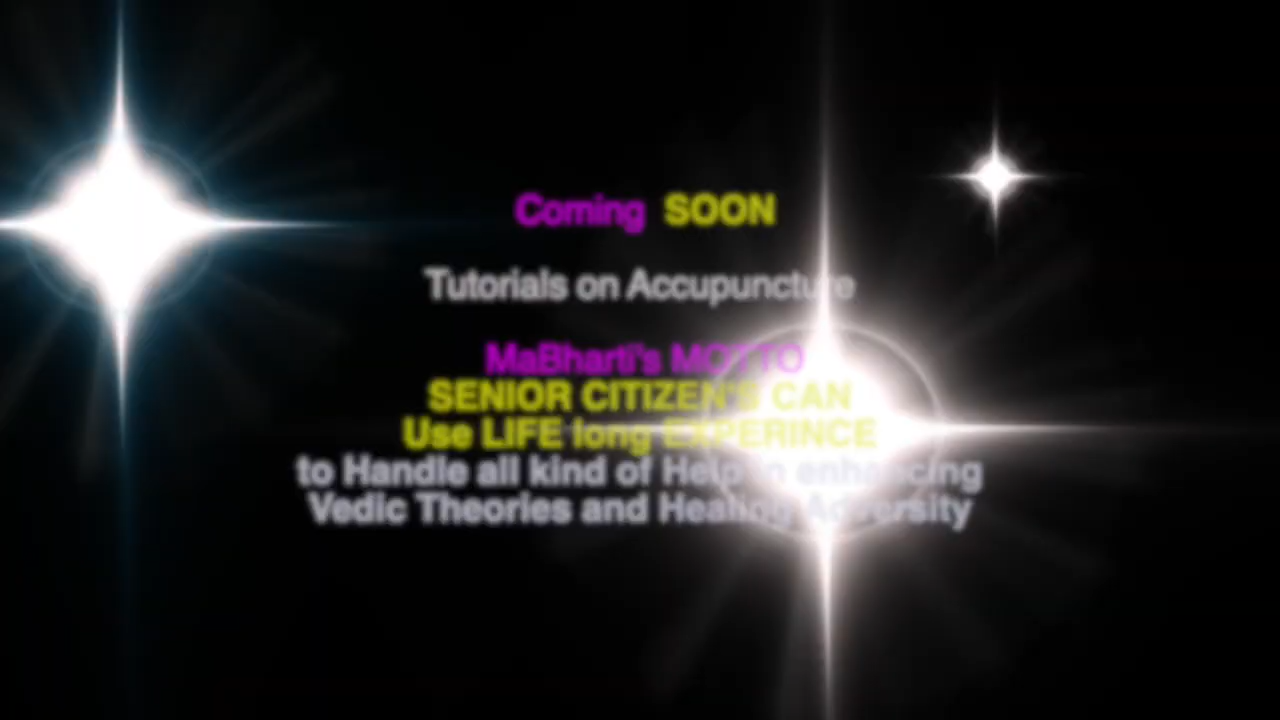 Coming SOON
Tutorials on Accupuncture
MaBharti's MOTTO
SENIOR CITIZEN'S CAN
Use LIFE long EXPERINCE
to Handle all kind of Help in enhancing
Vedic Theories and Healing Adversity